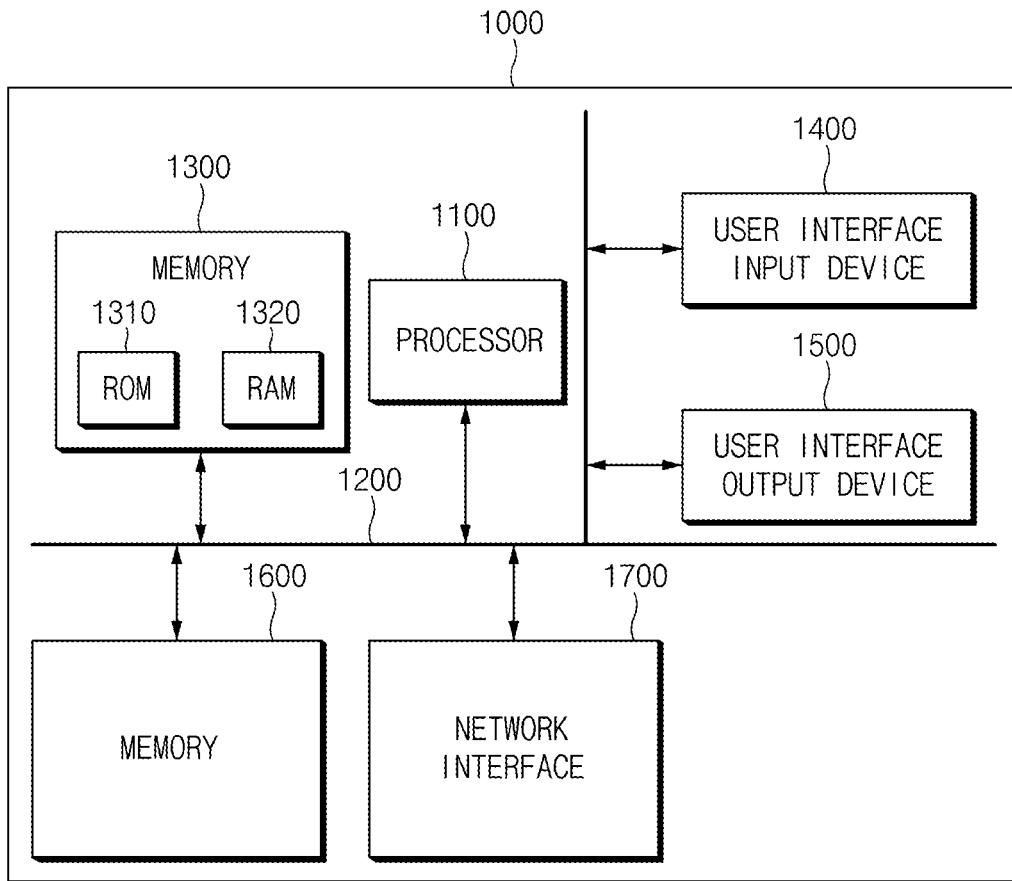 1000
1300
MEMORY
1310
1320
ROM
RAM
1100
PROCESSOR
1400
USER INTERFACE
INPUT DEVICE
1500
USER INTERFACE
OUTPUT DEVICE
1200
1600
MEMORY
1700
NETWORK
INTERFACE